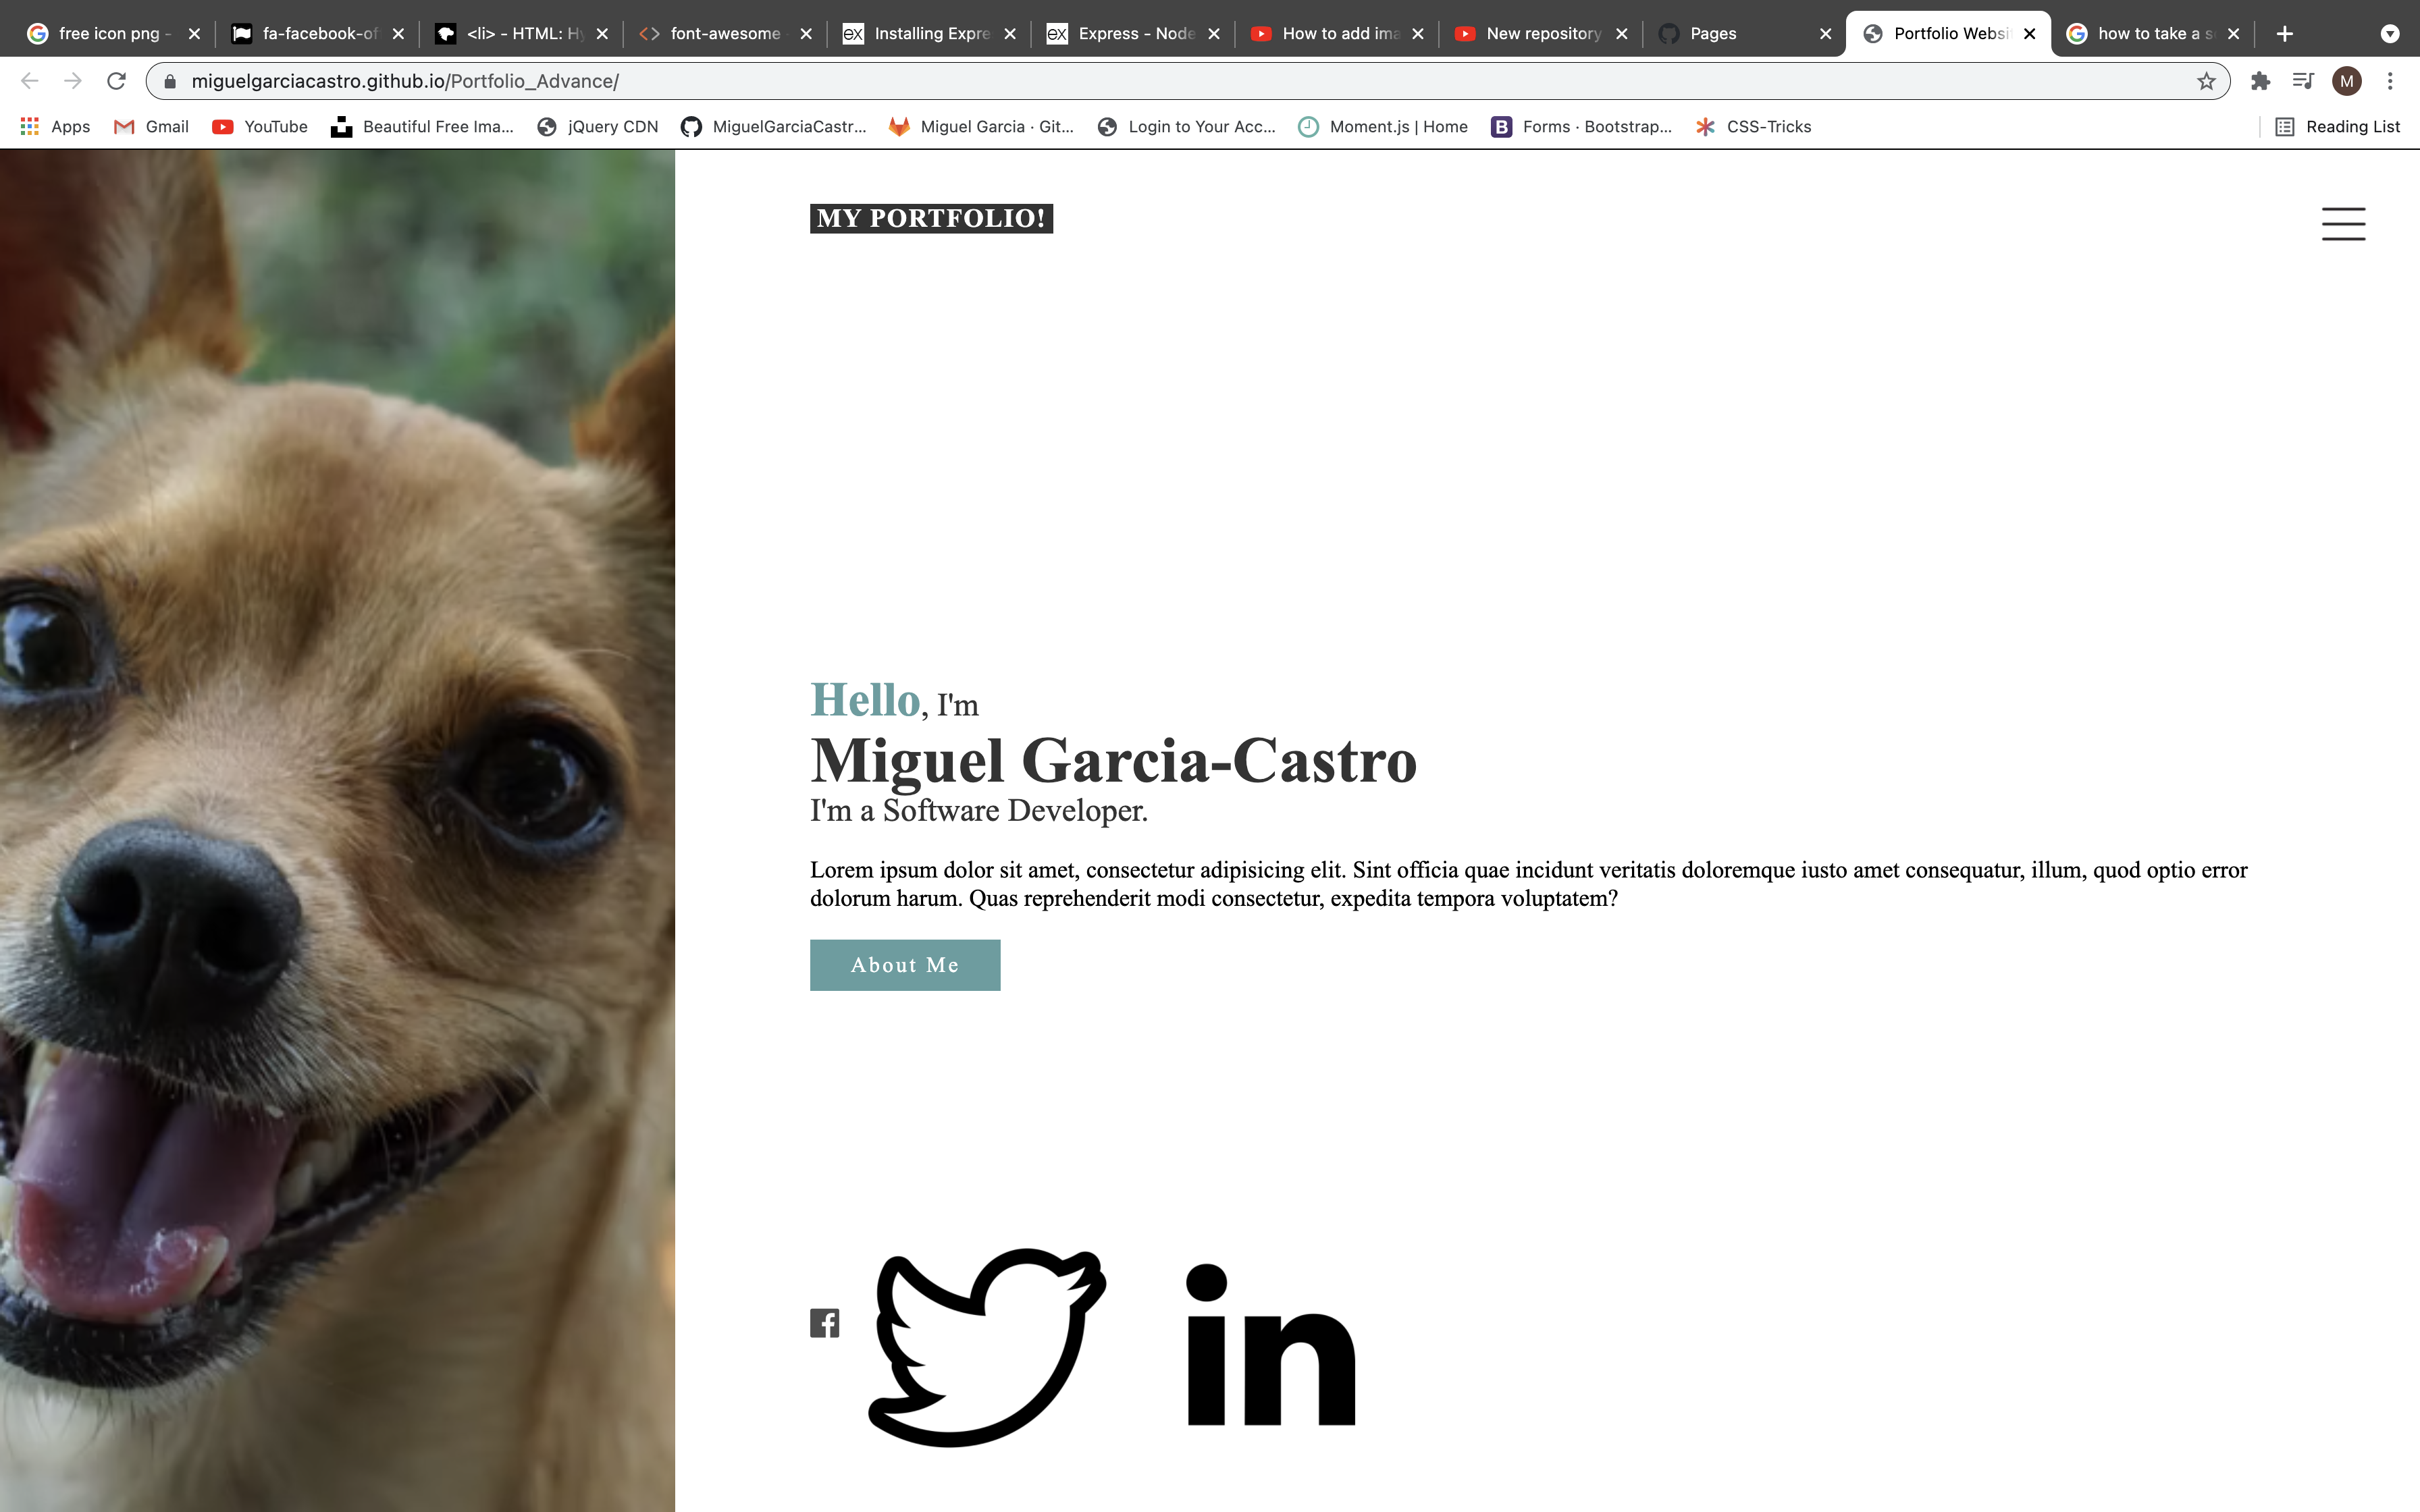 free icon png -
fa-facebook-of
<li> - HTML: Hy
font-awesome
Installing Expre
Express - Node
How to add ima
New repository
Pages
Portfolio Websi
how to take a s
miguelgarciacastro.github.io/Portfolio_Advance/
M
Apps
Gmail
YouTube
Beautiful Free Ima...
jQuery CDN
MiguelGarciaCastr...
Miguel Garcia · Git...
Login to Your Acc...
Moment.js | Home
B
Forms · Bootstrap...
CSS-Tricks
Reading List
MY PORTFOLIO!
Hello, I'm
Miguel Garcia-Castro
I'm a Software Developer.
Lorem ipsum dolor sit amet, consectetur adipisicing elit. Sint officia quae incidunt veritatis doloremque iusto amet consequatur, illum, quod optio error
dolorum harum. Quas reprehenderit modi consectetur, expedita tempora voluptatem?
About Me
in